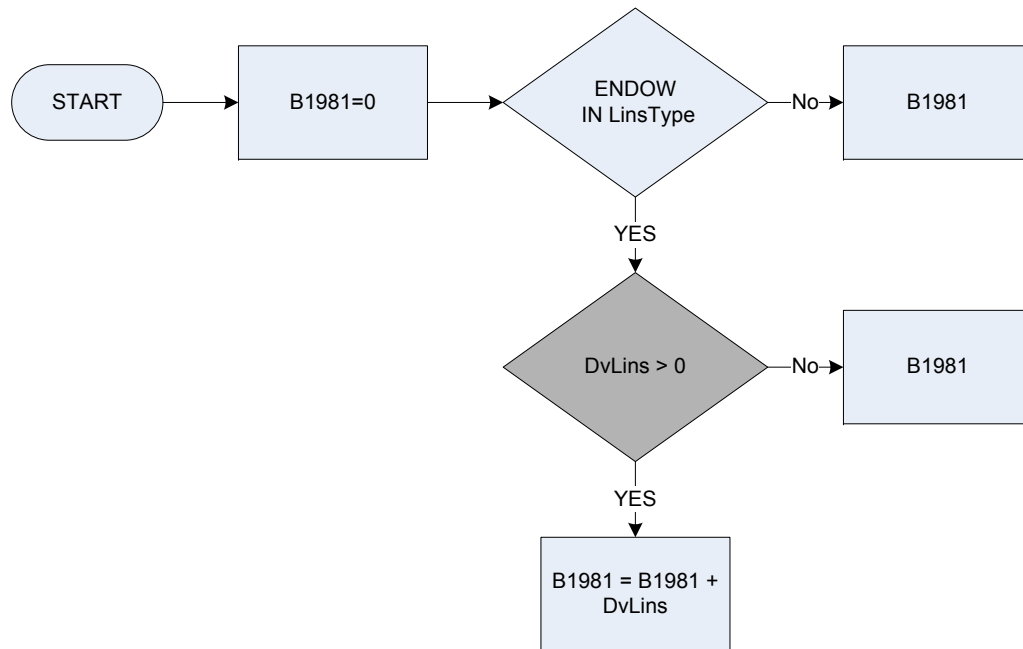 START
B1981=0
ENDOW
IN LinsType
No
B1981
YES
DvLins > 0
No
B1981
YES
B1981 = B1981 +
DvLins